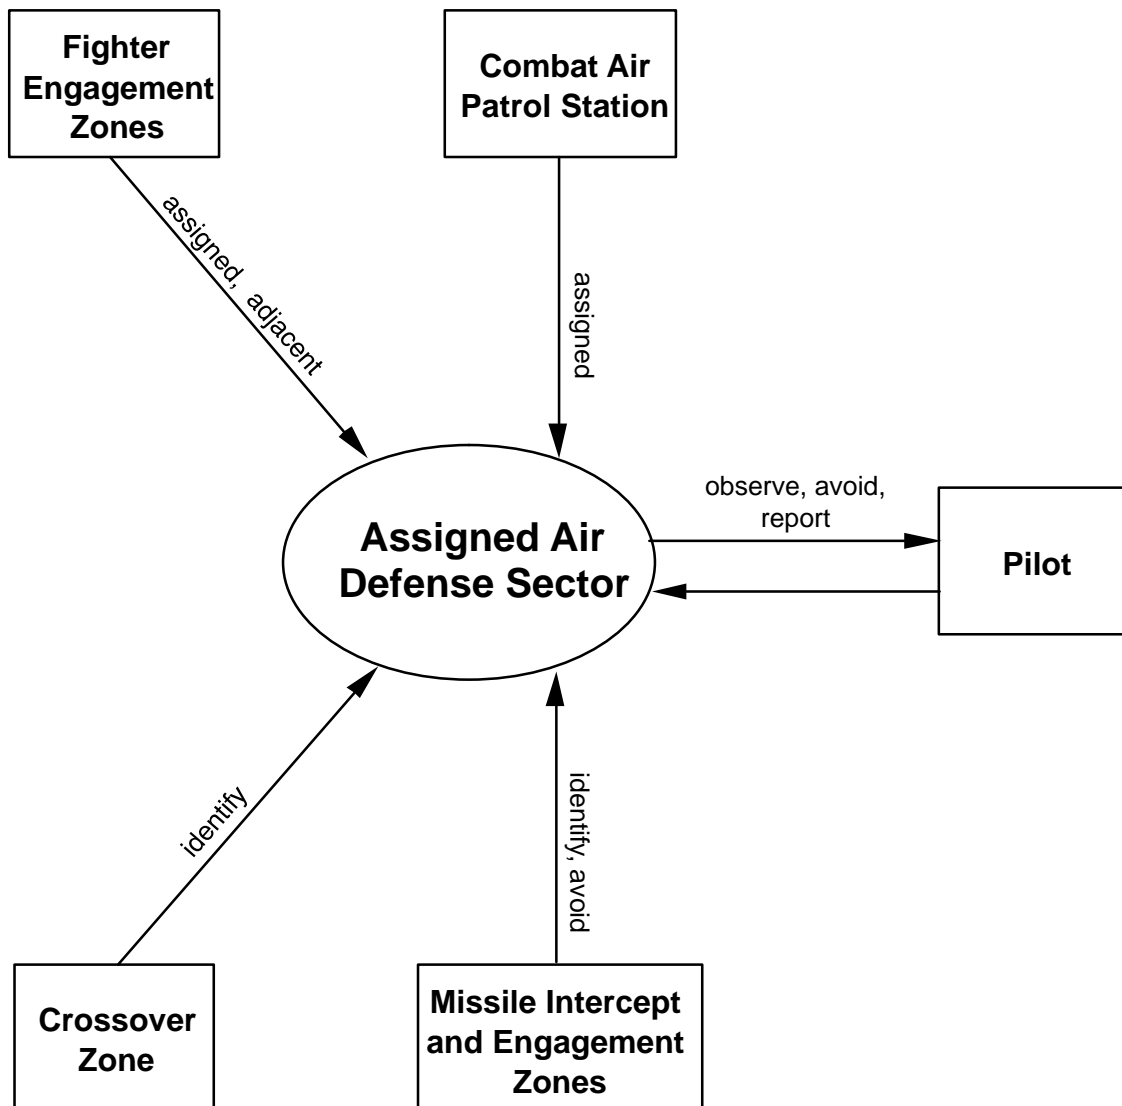 Fighter
Engagement
Zones
Combat Air
Patrol Station
assigned, adjacent
assigned
observe, avoid,
report
Assigned Air
Defense Sector
Pilot
identify
identify, avoid
Crossover
Zone
Missile Intercept
and Engagement
Zones